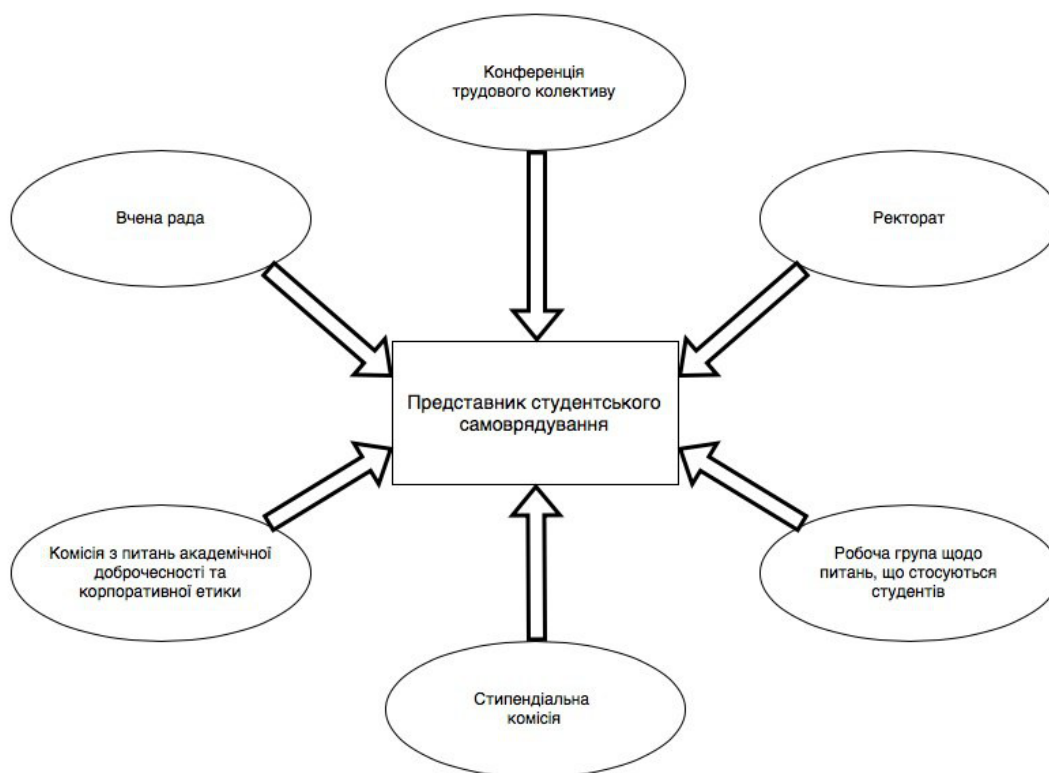 Конференція
трудового колективу
Вчена рада
Ректорат
Представник студентського
самоврядування
Комісія з питань академічної
доброчесності та
корпоративної етики
Робоча група щодо
питань, що стосуються
студентів
Стипендіальна
комісія